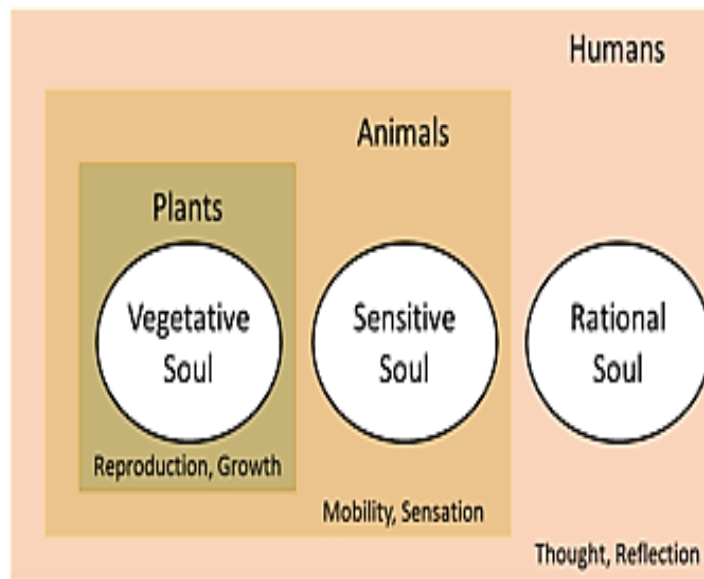 Humans
Animals
Plants
Vegetative
Soul
Sensitive
Soul
Rational
Soul
Reproduction, Growth
Mobility, Sensation
Thought, Reflection